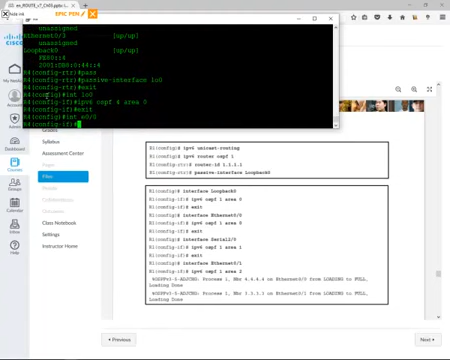 en_ROUTE_v7_Ch03
EPIC PEN
unassigned
Ethernet0/3 [up/up]
unassigned
Loopback0 [up/up]
FE80::4
2001:DB8:0:44::4
R4(config-rtr)#pass
R4(config-rtr)#passive-interface lo0
R4(config-rtr)#exit
R4(config)#int lo0
R4(config-if)#ipv6 ospf 4 area 0
R4(config-if)#exit
R4(config)#int e0/0
R4(config-if)#
Account
Admin
Dashboard
Courses
Groups
Calendar
Inbox
Help
Syllabus
Assessment Center
Files
Class Notebook
Settings
Instructor Home
R1(config)# ipv6 unicast-routing
R1(config)# ipv6 router ospf 1
R1(config-rtr)# router-id 1.1.1.1
R1(config-rtr)# passive-interface Loopback0
R1(config)# interface Loopback0
R1(config-if)# ipv6 ospf 1 area 0
R1(config-if)# exit
R1(config)# interface Ethernet0/0
R1(config-if)# ipv6 ospf 1 area 0
R1(config-if)# exit
R1(config)# interface Serial2/0
R1(config-if)# ipv6 ospf 1 area 1
R1(config-if)# exit
R1(config)# interface Ethernet0/1
R1(config-if)# ipv6 ospf 1 area 2
%OSPFv3-5-ADJCHG: Process 1, Nbr 4.4.4.4 on Ethernet0/0 from LOADING to FULL,
Loading Done
%OSPFv3-5-ADJCHG: Process 1, Nbr 3.3.3.3 on Ethernet0/1 from LOADING to FULL,
Loading Done
Previous
Next